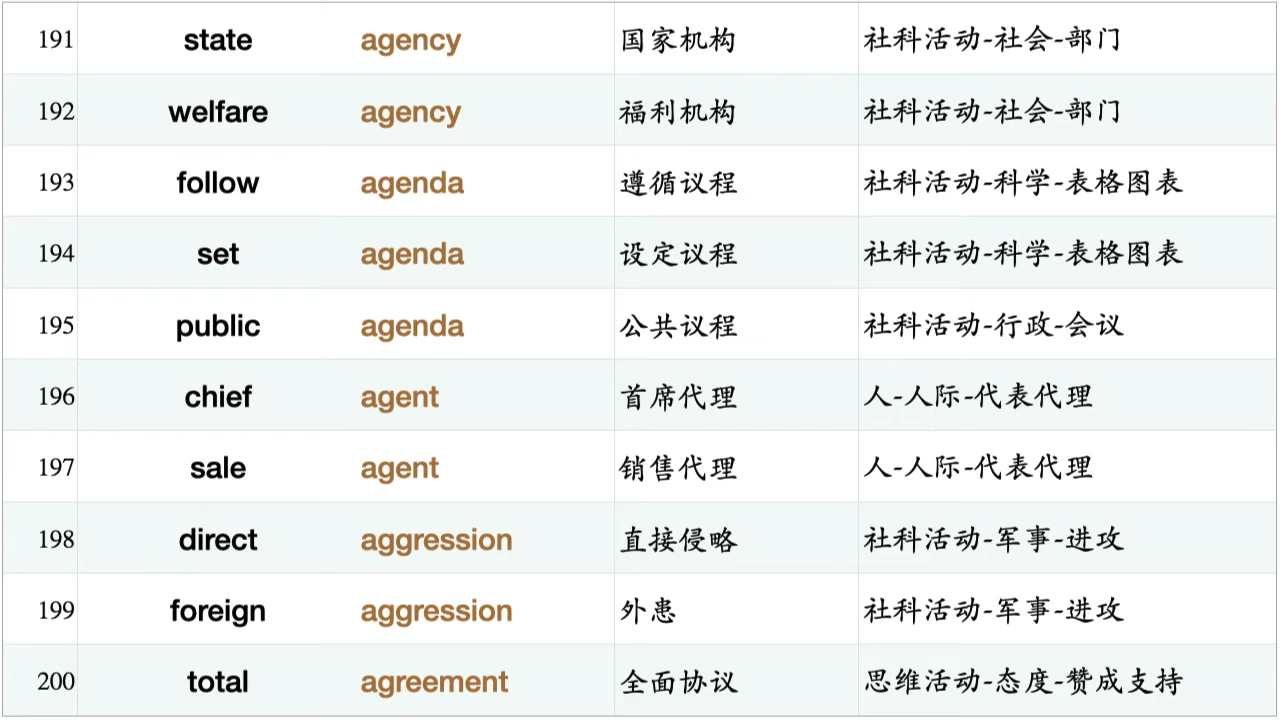 191 state agency 国家机构 社科活动-社会-部门
192 welfare agency 福利机构 社科活动-社会-部门
193 follow agenda 遵循议程 社科活动-科学-表格图表
194 set agenda 设定议程 社科活动-科学-表格图表
195 public agenda 公共议程 社科活动-行政-会议
196 chief agent 首席代理 人-人际-代表代理
197 sale agent 销售代理 人-人际-代表代理
198 direct aggression 直接侵略 社科活动-军事-进攻
199 foreign aggression 外患 社科活动-军事-进攻
200 total agreement 全面协议 思维活动-态度-赞成支持